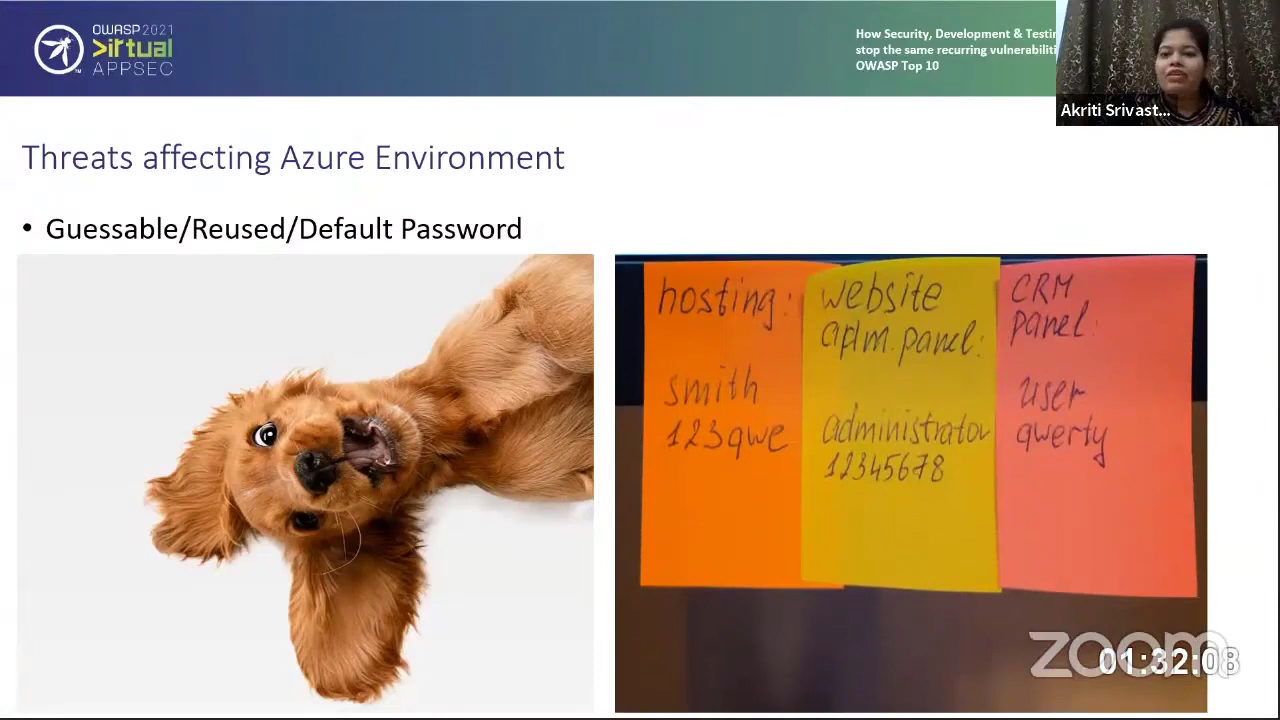 OWASP 2021
Virtual
APPSEC
How Security, Development & Testin
stop the same recurring vulnerabiliti
OWASP Top 10
Akriti Srivast...
Threats affecting Azure Environment
• Guessable/Reused/Default Password
hosting:
smith
123qwe
website
adm. panel:
administrator
12345678
CRM
panel:
user
qwerty
zoom
01:32:08